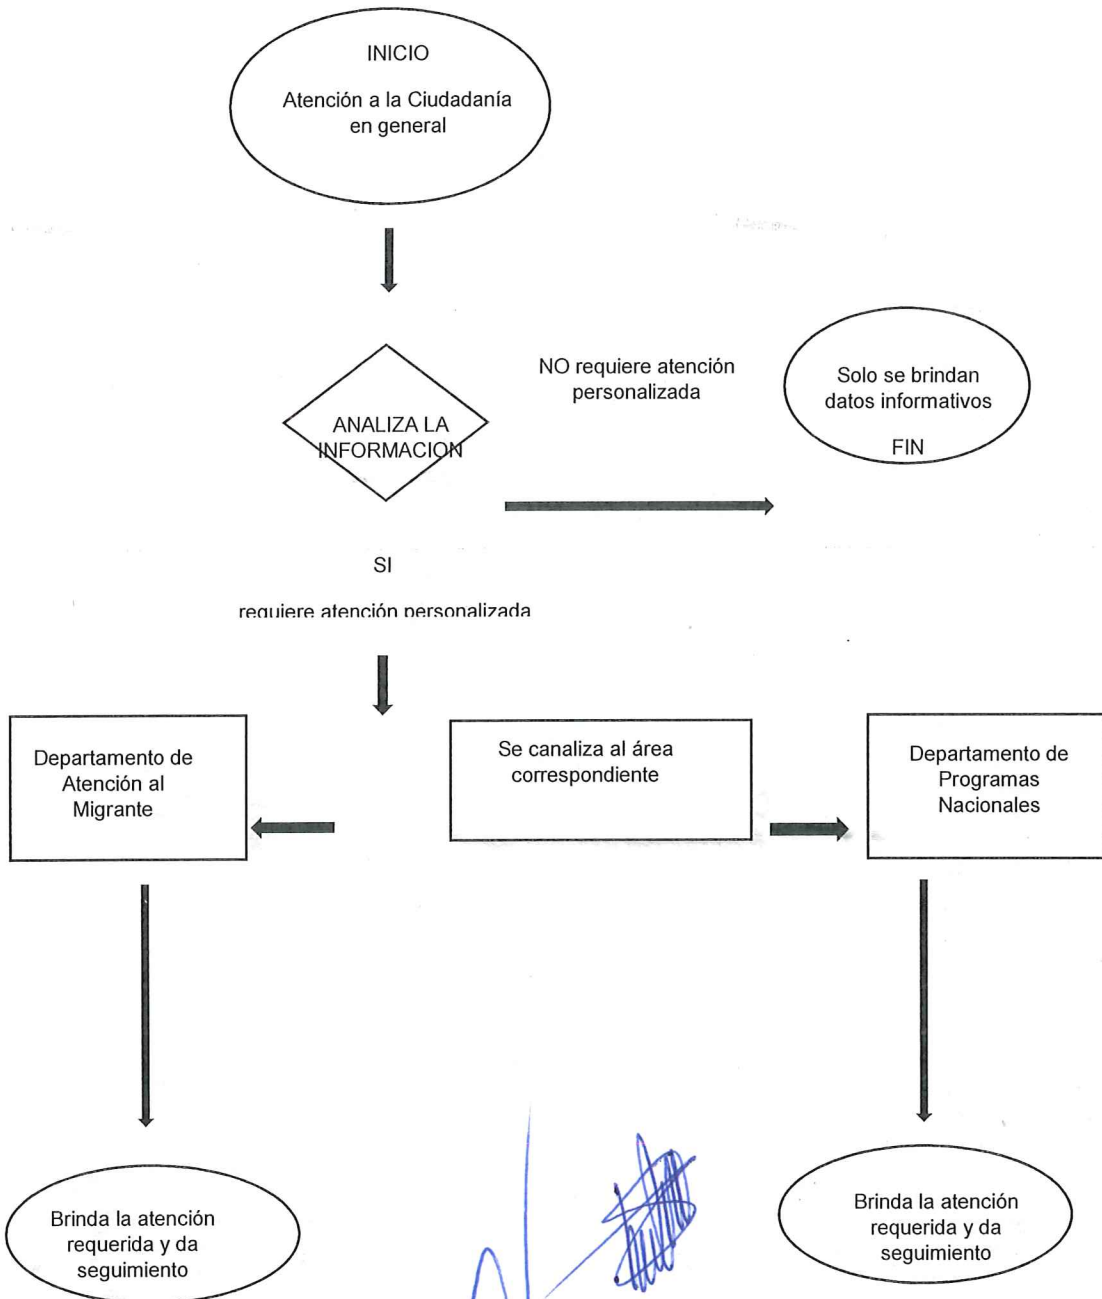 INICIO
Atención a la Ciudadanía
en general
NO requiere atención
personalizada
Solo se brindan
datos informativos
FIN
ANALIZA LA
INFORMACION
SI
requiere atención personalizada
Departamento de
Atención al
Migrante
Se canaliza al área
correspondiente
Departamento de
Programas
Nacionales
Brinda la atención
requerida y da
seguimiento
Brinda la atención
requerida y da
seguimiento